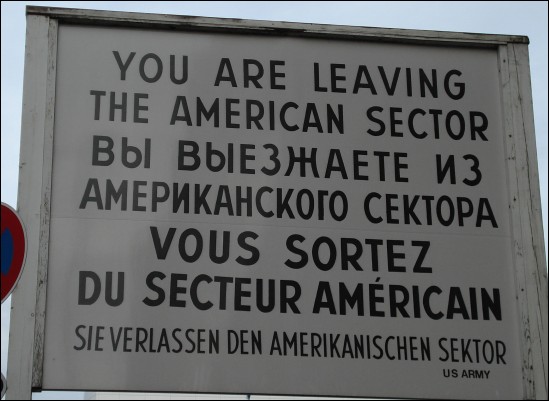 YOU ARE LEAVING
THE AMERICAN SECTOR
ВЫ ВЫЕЗЖАЕТЕ ИЗ
АМЕРИКАНСКОГО СЕКТОРА
VOUS SORTEZ
DU SECTEUR AMÉRICAIN
SIE VERLASSEN DEN AMERIKANISCHEN SEKTOR
US ARMY